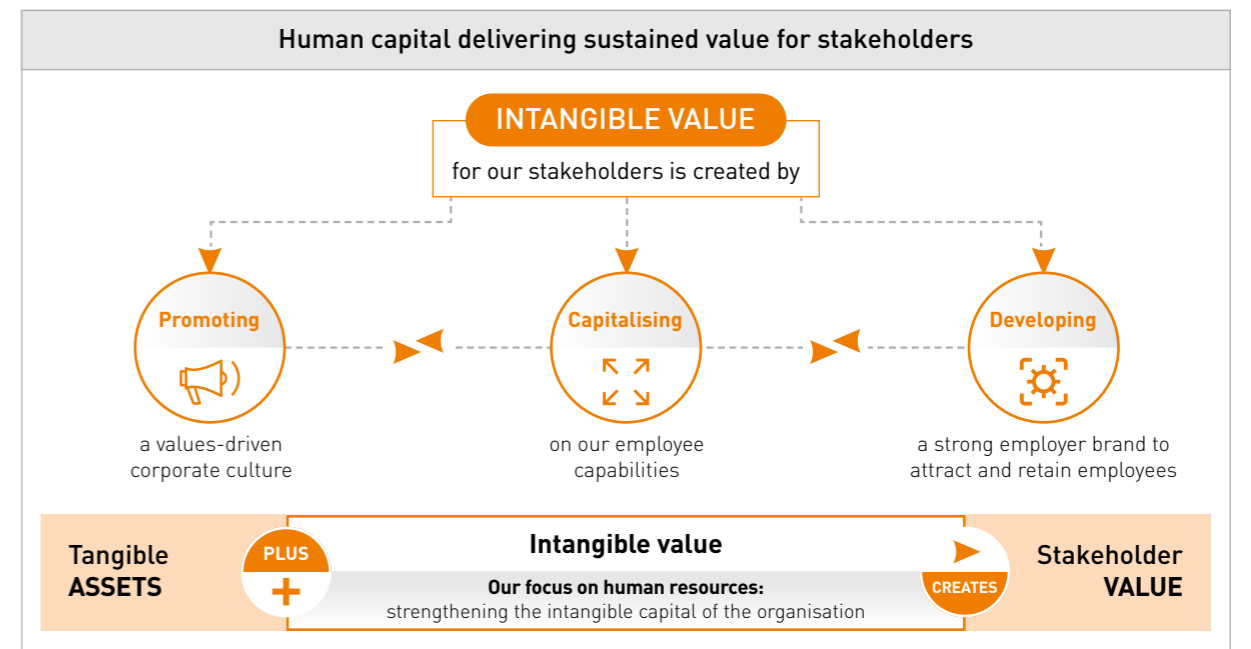 Human capital delivering sustained value for stakeholders
INTANGIBLE VALUE
for our stakeholders is created by
Promoting
a values-driven
corporate culture
Capitalising
on our employee
capabilities
Developing
a strong employer brand to
attract and retain employees
Tangible
ASSETS
PLUS
+
Intangible value
Our focus on human resources:
strengthening the intangible capital of the organisation
CREATES
Stakeholder
VALUE